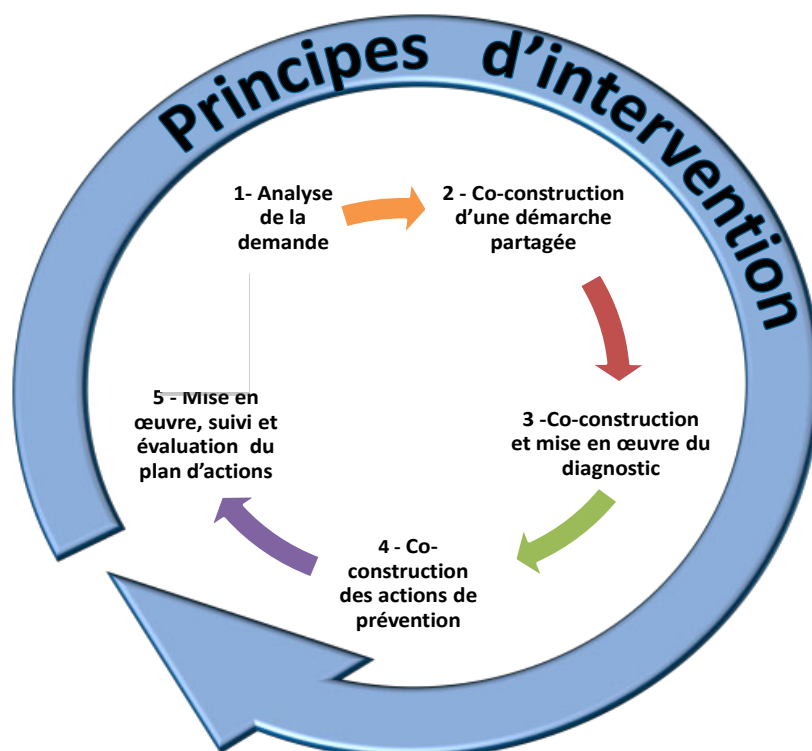 Principes d’intervention
1- Analyse
de la
demande
2 - Co-construction
d’une démarche
partagée
3 -Co-construction
et mise en œuvre du
diagnostic
4 - Co-
construction
des actions de
prévention
5 - Mise en
œuvre, suivi et
évaluation du
plan d’actions